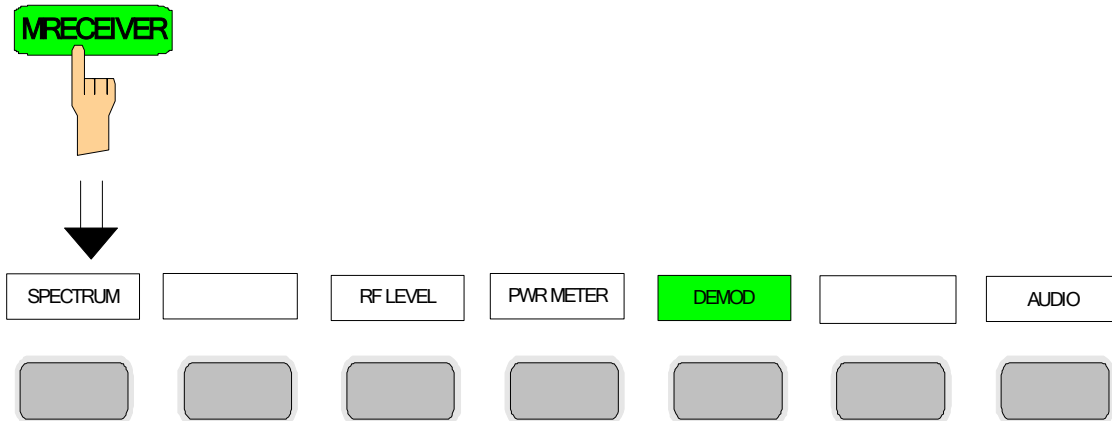 MRECEIVER
SPECTRUM
RF LEVEL
PWR METER
DEMOD
AUDIO